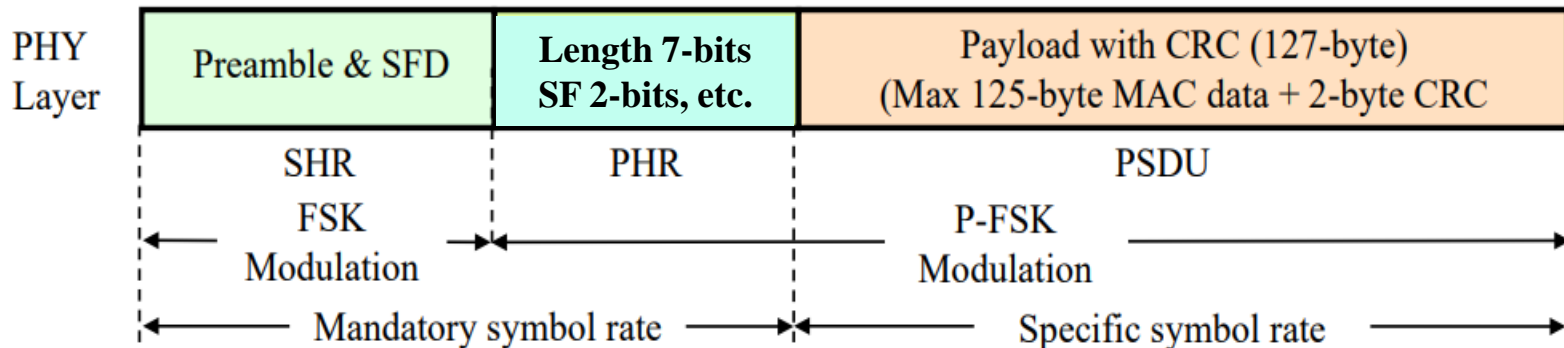 PHY
Layer
Preamble & SFD
Length 7-bits
SF 2-bits, etc.
Payload with CRC (127-byte)
(Max 125-byte MAC data + 2-byte CRC
SHR
PHR
PSDU
FSK
Modulation
P-FSK
Modulation
Mandatory symbol rate
Specific symbol rate